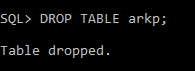 SQL> DROP TABLE arkp;
Table dropped.